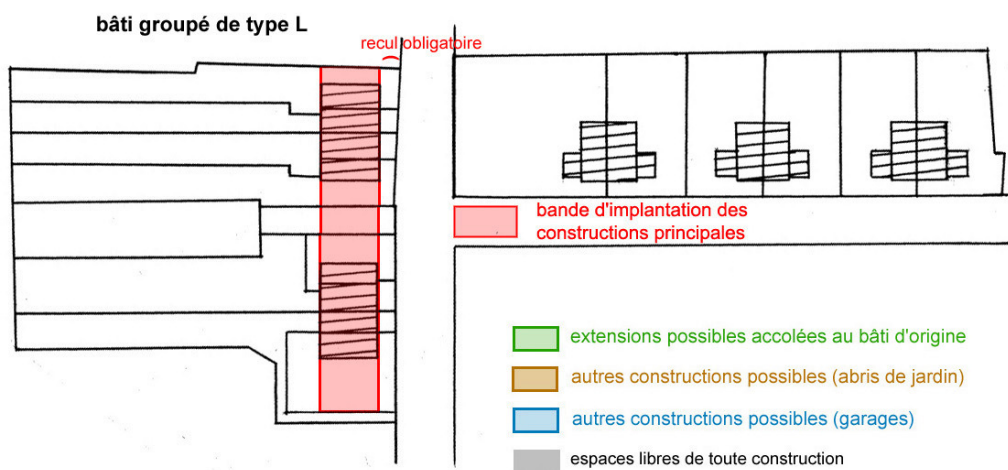 bâti groupé de type L
recul obligatoire
bande d'implantation des
constructions principales
extensions possibles accolées au bâti d'origine
autres constructions possibles (abris de jardin)
autres constructions possibles (garages)
espaces libres de toute construction